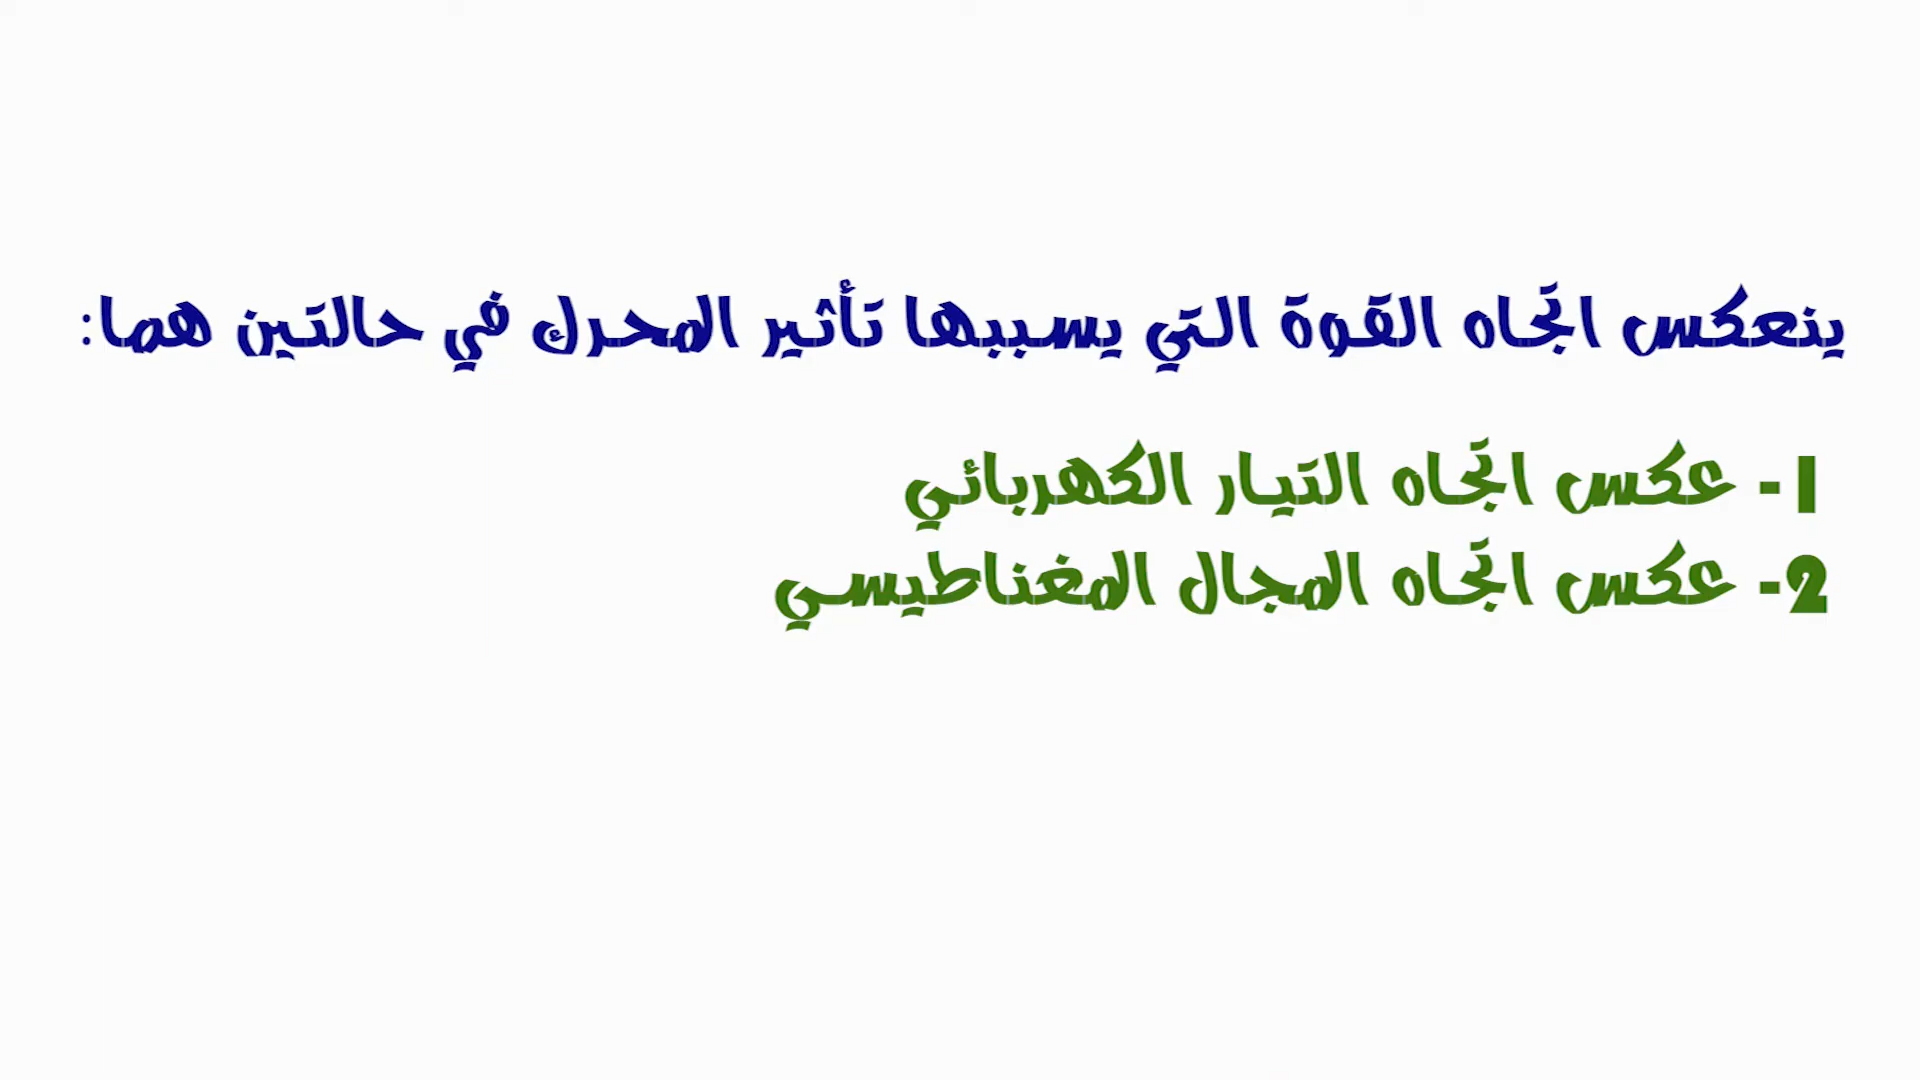 ينعكس اتجاه القوة التي يسببها تأثير المحرك في حالتين هما:
1- عكس اتجاه التيار الكهربائي
2- عكس اتجاه المجال المغناطيسي